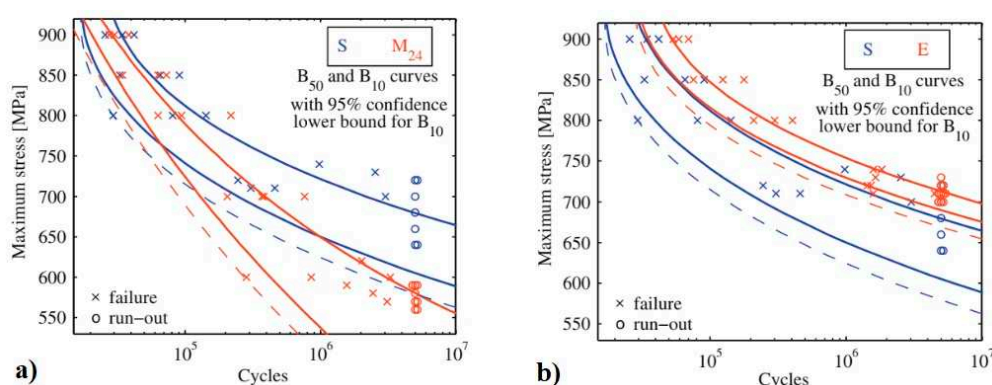 900
850
800
750
700
650
600
550
Maximum stress [MPa]
S M24
B50 and B10 curves
with 95% confidence
lower bound for B10
× failure
o run−out
10^5 10^6 10^7
Cycles
a)
900
850
800
750
700
650
600
550
Maximum stress [MPa]
S E
B50 and B10 curves
with 95% confidence
lower bound for B10
× failure
o run−out
10^5 10^6 10^7
Cycles
b)